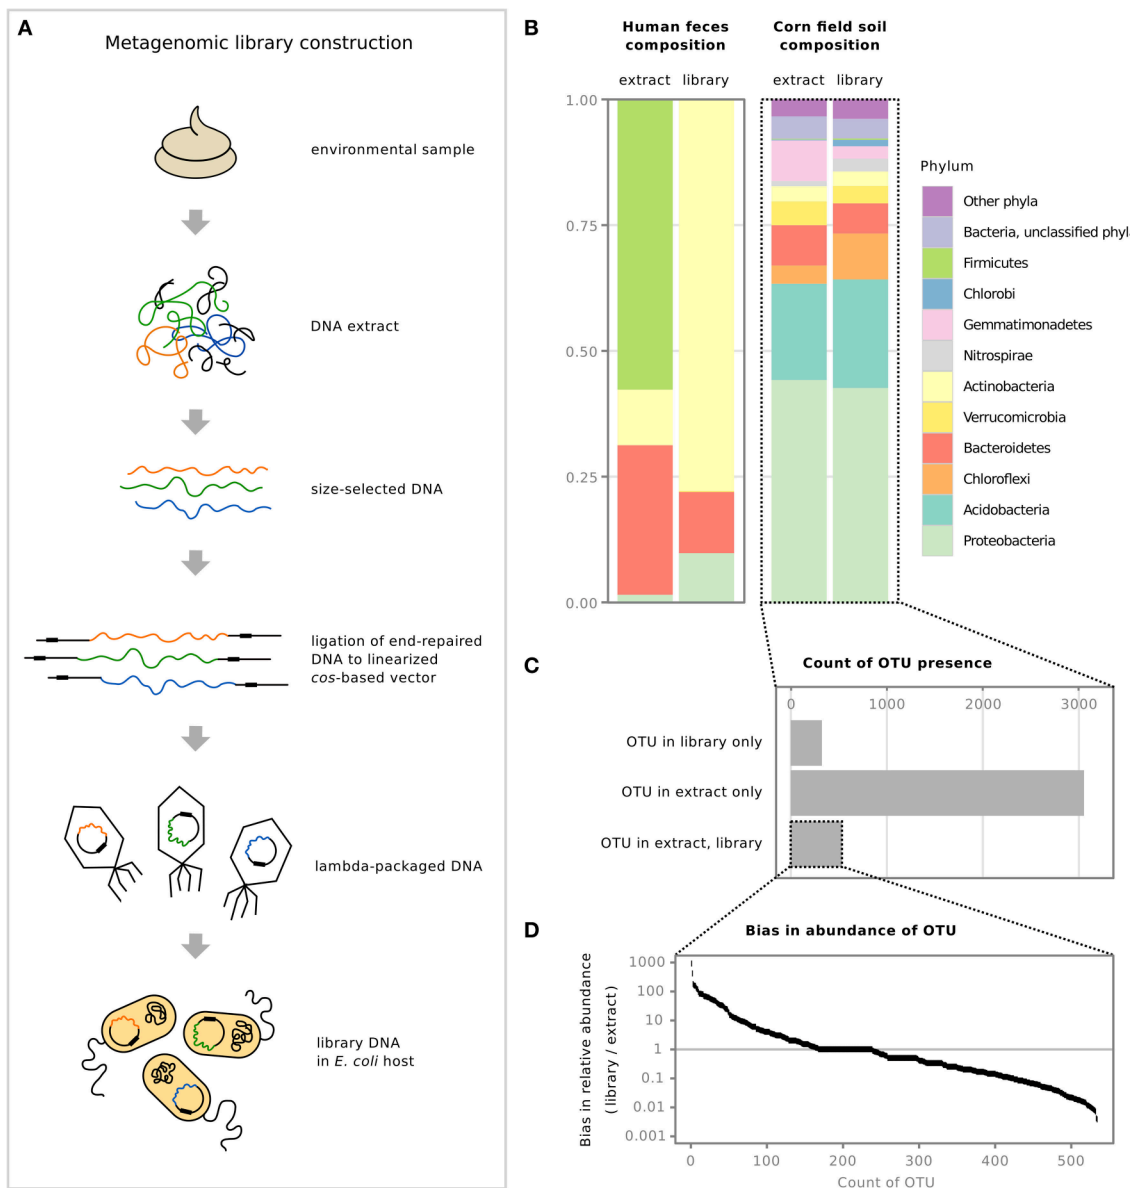 A
Metagenomic library construction
environmental sample
DNA extract
size-selected DNA
ligation of end-repaired
DNA to linearized
cos-based vector
lambda-packaged DNA
library DNA
in E. coli host
B
Human feces
composition
Corn field soil
composition
extract
library
extract
library
1.00
0.75
0.50
0.25
0.00
Phylum
Other phyla
Bacteria, unclassified phyl
Firmicutes
Chlorobi
Gemmatimonadetes
Nitrospirae
Actinobacteria
Verrucomicrobia
Bacteroidetes
Chloroflexi
Acidobacteria
Proteobacteria
C
Count of OTU presence
0 1000 2000 3000
OTU in library only
OTU in extract only
OTU in extract, library
D
Bias in abundance of OTU
Bias in relative abundance
( library / extract)
1000
100
10
1
0.1
0.01
0.001
0 100 200 300 400 500
Count of OTU